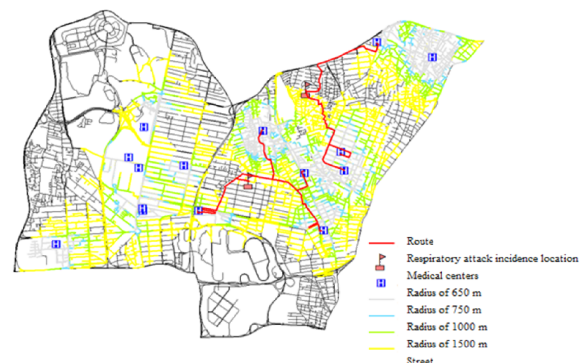 H
H
H
H
H
H
H
H
H
H
H
H
H
H
Route
Respiratory attack incidence location
Medical centers
H
Radius of 650 m
Radius of 750 m
Radius of 1000 m
Radius of 1500 m
Street